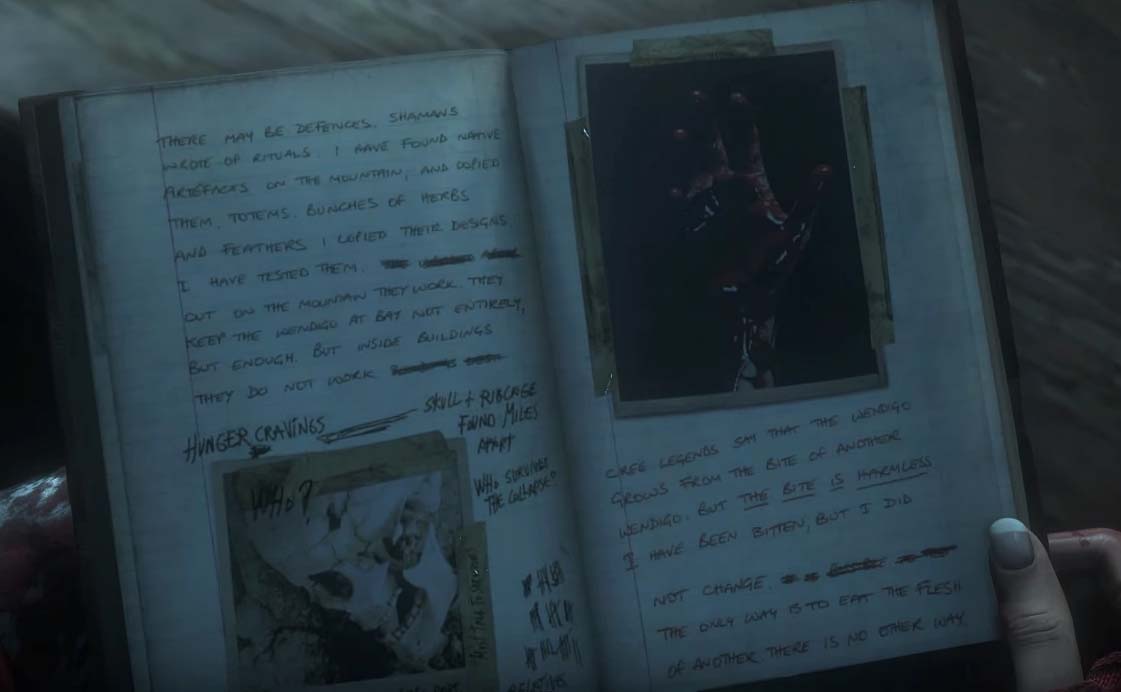 THERE MAY BE DEFENCES. SHAMANS
WROTE OF RITUALS. I HAVE FOUND NATIVE
ARTEFACTS ON THE MOUNTAIN, AND COPIED
THEM. TOTEMS. BUNCHES OF HERBS
AND FEATHERS I COPIED THEIR DESIGNS.
I HAVE TESTED THEM.
OUT ON THE MOUNTAIN THEY WORK. THEY
KEEP THE WENDIGO AT BAY NOT ENTIRELY,
BUT ENOUGH. BUT INSIDE BUILDINGS
THEY DO NOT WORK
HUNGER CRAVINGS
SKULL + RIBCAGE
FOUND MILES
APART
WHO?
WHO SURVIVED
THE COLLAPSE?
RELATIVE
CREE LEGENDS SAY THAT THE WENDIGO
GROWS FROM THE BITE OF ANOTHER
WENDIGO. BUT THE BITE IS HARMLESS
I HAVE BEEN BITTEN, BUT I DID
NOT CHANGE.
THE ONLY WAY IS TO EAT THE FLESH
OF ANOTHER THERE IS NO OTHER WAY.